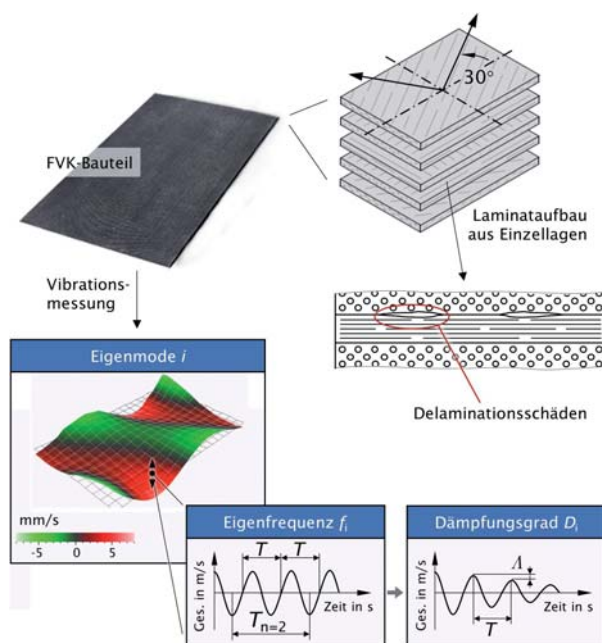 30°
FVK-Bauteil
Laminataufbau
aus Einzellagen
Vibrations-
messung
Eigenmode i
Delaminationsschäden
mm/s
-5 0 5
Eigenfrequenz fi
Ges. in m/s
T T
Zeit in s
Tn=2
Dämpfungsgrad Di
Ges. in m/s
Λ
Zeit in s
T